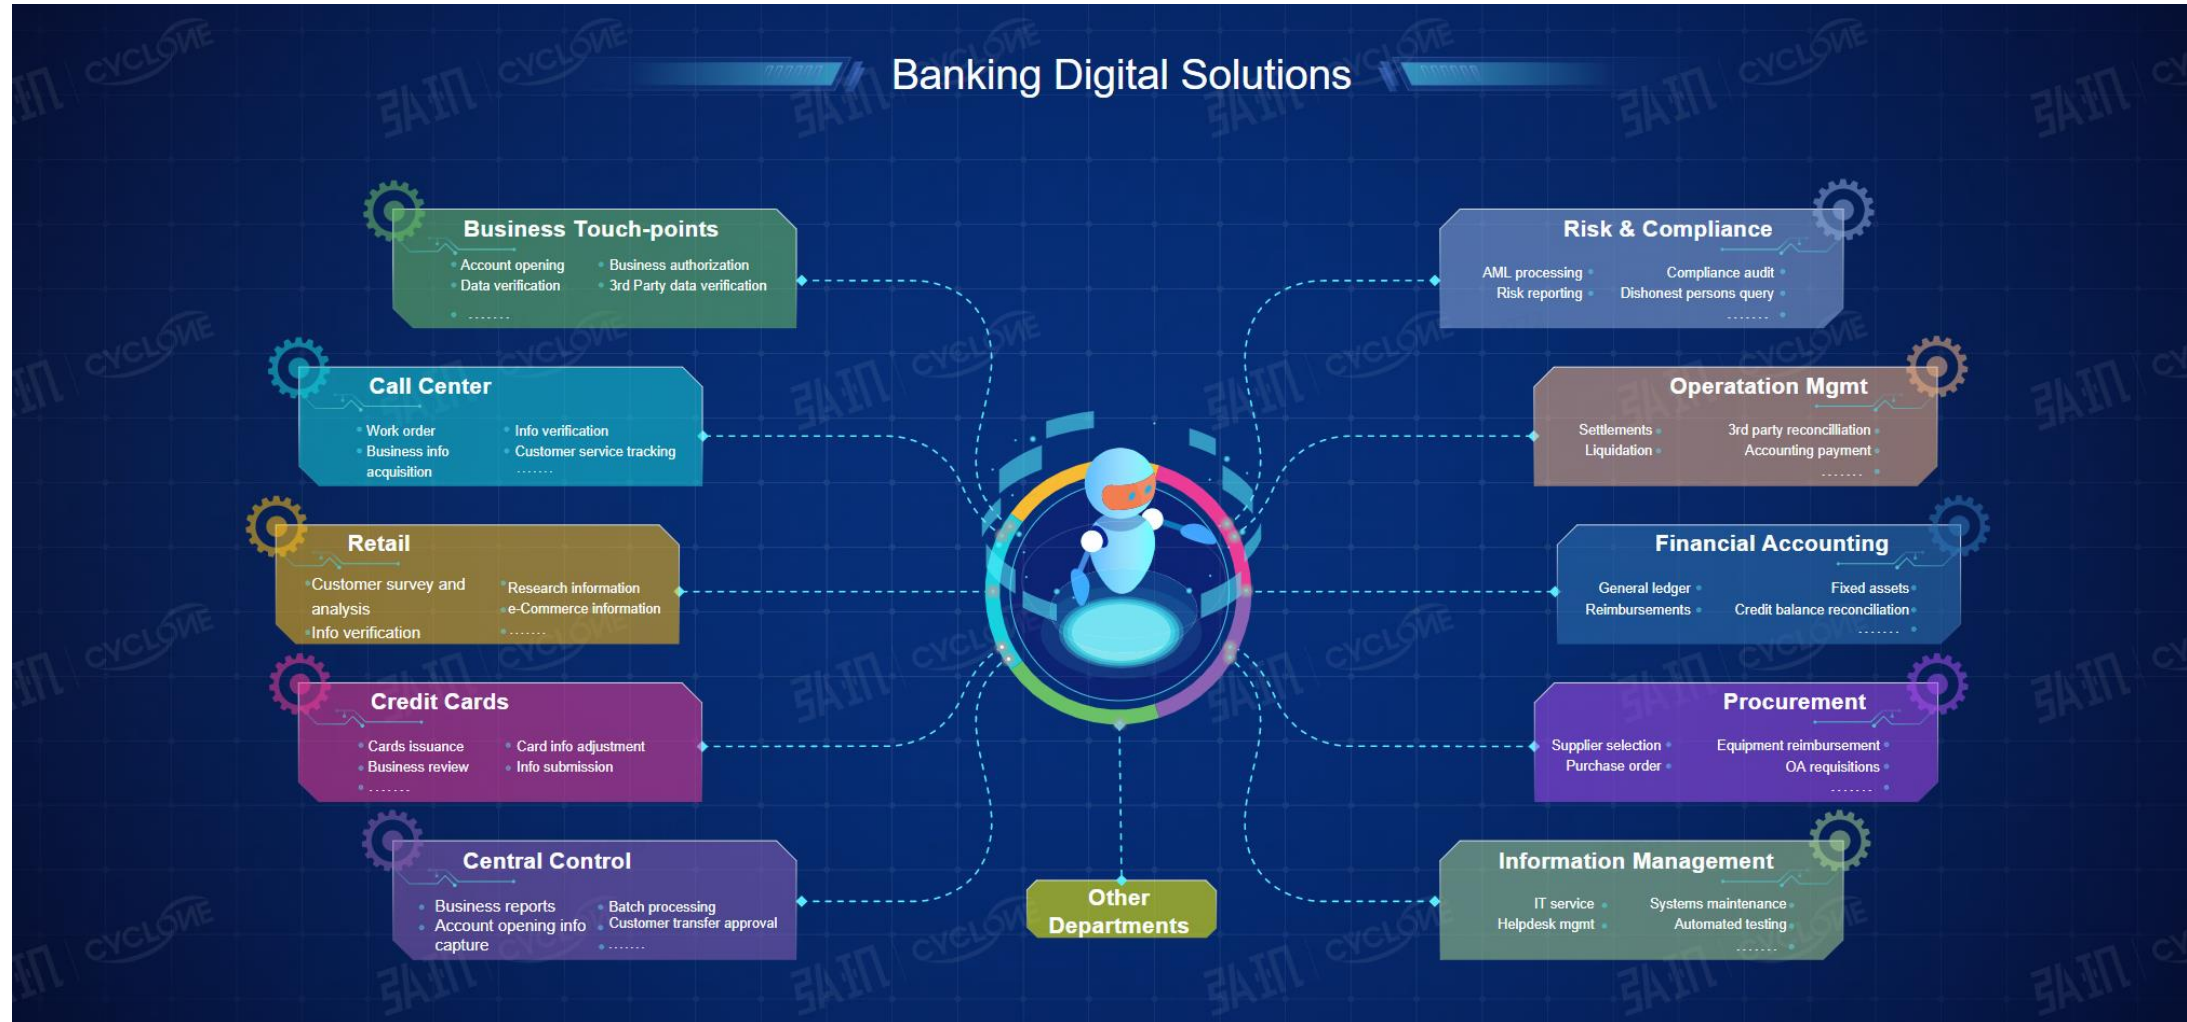 Banking Digital Solutions
Business Touch-points
Account opening
Data verification
.......
Business authorization
3rd Party data verification
Call Center
Work order
Business info
acquisition
Info verification
Customer service tracking
.......
Retail
Customer survey and
analysis
Info verification
Research information
e-Commerce information
.......
Credit Cards
Cards issuance
Business review
.......
Card info adjustment
Info submission
Central Control
Business reports
Account opening info
capture
Batch processing
Customer transfer approval
.......
Other
Departments
Risk & Compliance
AML processing
Risk reporting
Compliance audit
Dishonest persons query
.......
Operatation Mgmt
Settlements
Liquidation
3rd party reconcilliation
Accounting payment
.......
Financial Accounting
General ledger
Reimbursements
Fixed assets
Credit balance reconciliation
.......
Procurement
Supplier selection
Purchase order
Equipment reimbursement
OA requisitions
.......
Information Management
IT service
Helpdesk mgmt
Systems maintenance
Automated testing
.......
CYCLONE